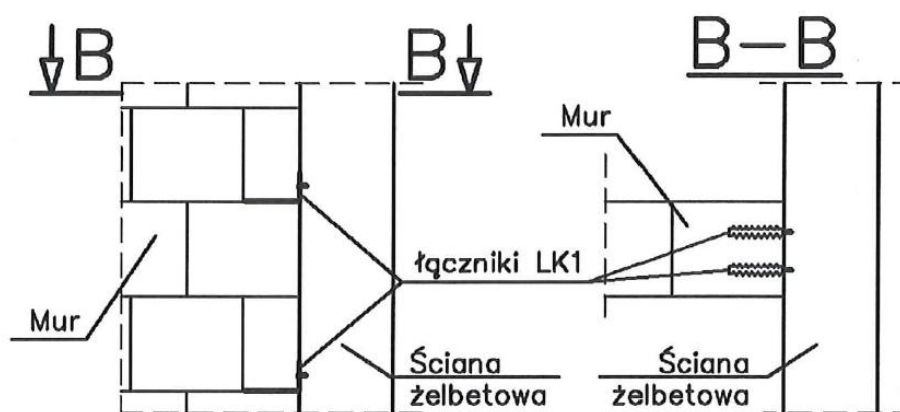 B
B
B-B
Mur
łączniki LK1
Mur
Ściana
żelbetowa
Ściana
żelbetowa